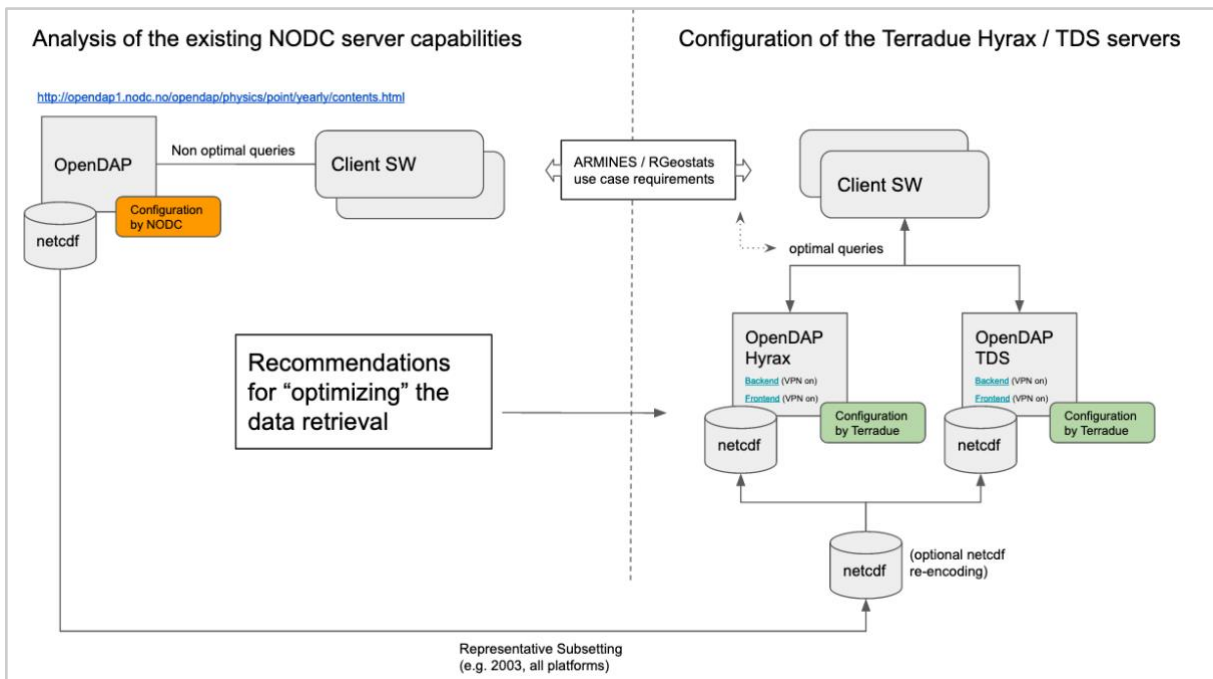 Analysis of the existing NODC server capabilities
Configuration of the Terradue Hyrax / TDS servers
http://opendap1.nodc.no/opendap/physics/point/yearly/contents.html
OpenDAP
Non optimal queries
Client SW
Configuration
by NODC
netcdf
ARMINES / RGeostats
use case requirements
Client SW
optimal queries
Recommendations
for “optimizing” the
data retrieval
OpenDAP
Hyrax
Backend (VPN on)
Frontend (VPN on)
Configuration
by Terradue
netcdf
OpenDAP
TDS
Backend (VPN on)
Frontend (VPN on)
Configuration
by Terradue
netcdf
netcdf
(optional netcdf
re-encoding)
Representative Subsetting
(e.g. 2003, all platforms)